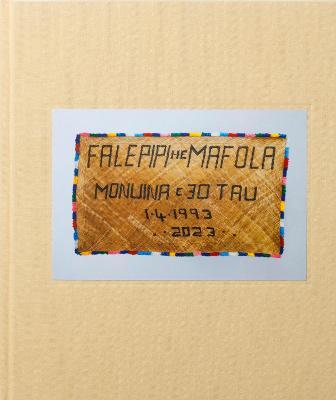 FALEPIPI HE MAFOLA
MONUINA E 30 TAU
1·4·1993
··2023··